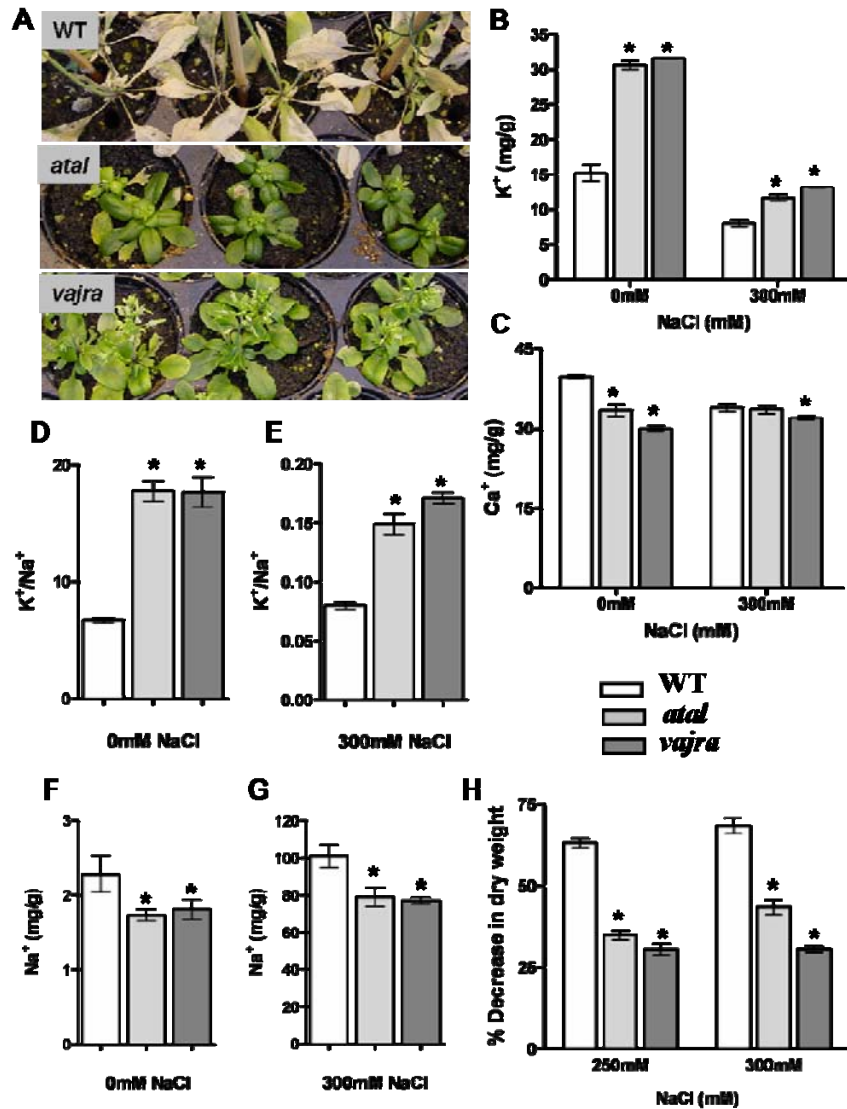 A
WT
atal
vajra
B
K+ (mg/g)
35
30
25
20
15
10
5
0
* *
* *
0mM 300mM
NaCl (mM)
C
Ca+ (mg/g)
45
30
15
0
* *
*
0mM 300mM
NaCl (mM)
D
K+/Na+
20
10
0
* *
0mM NaCl
E
K+/Na+
0.20
0.15
0.10
0.05
0.00
* *
300mM NaCl
WT
atal
vajra
F
Na+ (mg/g)
3
2
1
0
* *
0mM NaCl
G
Na+ (mg/g)
120
100
80
60
40
20
0
* *
300mM NaCl
H
% Decrease in dry weight
75
50
25
0
* *
* *
250mM 300mM
NaCl (mM)